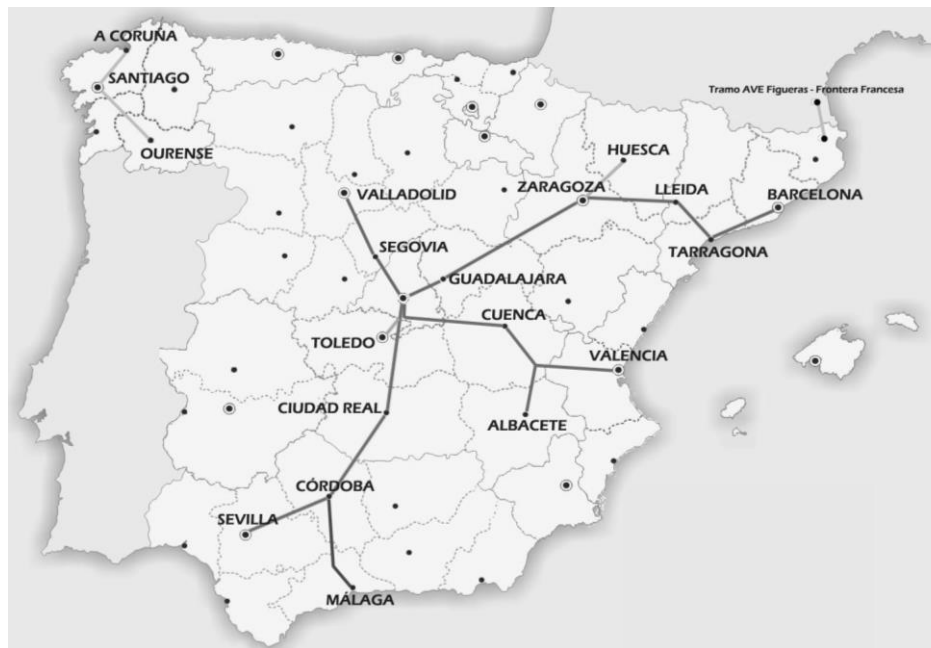 A CORUÑA
SANTIAGO
Tramo AVE Figueras - Frontera Francesa
OURENSE
HUESCA
ZARAGOZA
LLEIDA
BARCELONA
VALLADOLID
SEGOVIA
TARRAGONA
GUADALAJARA
CUENCA
TOLEDO
VALENCIA
CIUDAD REAL
ALBACETE
CÓRDOBA
SEVILLA
MÁLAGA